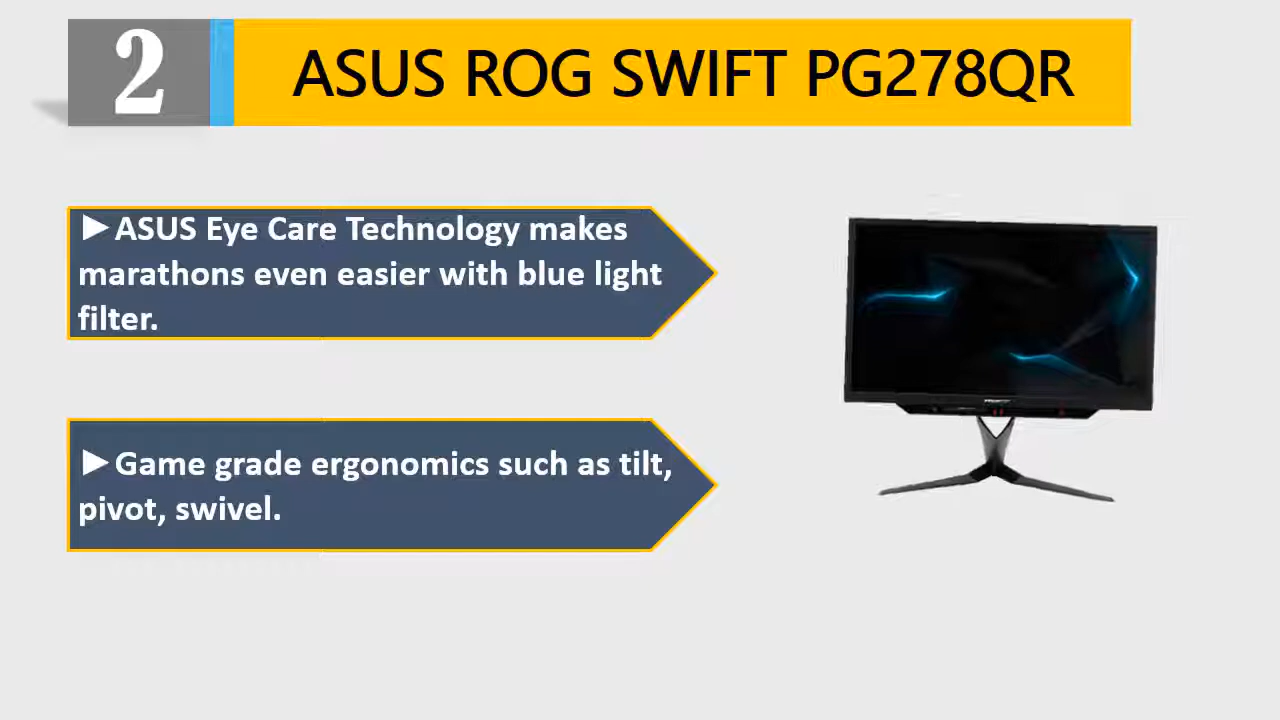 2
ASUS ROG SWIFT PG278QR
►ASUS Eye Care Technology makes
marathons even easier with blue light
filter.
►Game grade ergonomics such as tilt,
pivot, swivel.